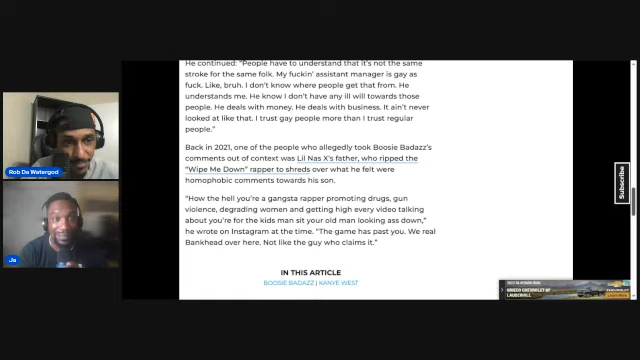 He continued: "People have to understand that it's not the same
stroke for the same folk. My fuckin' assistant manager is gay as
fuck. Like, bruh. I don't know where people get that from. He
understands me. He know I don't have any ill will towards those
people. He deals with money. He deals with business. It ain't never
looked at like that. I trust gay people more than I trust regular
people."
Back in 2021, one of the people who allegedly took Boosie Badazz's
comments out of context was Lil Nas X's father, who ripped the
"Wipe Me Down" rapper to shreds over what he felt were
homophobic comments towards his son.
"How the hell you're a gangsta rapper promoting drugs, gun
violence, degrading women and getting high every video talking
about you're for the kids man sit your old man looking ass down,"
he wrote on Instagram at the time. "The game has past you. We real
Bankhead over here. Not like the guy who claims it."
IN THIS ARTICLE
BOOSIE BADAZZ | KANYE WEST
Rob Da Watergod
Ja
Subscribe
LAUDERHILL
CHEVROLET